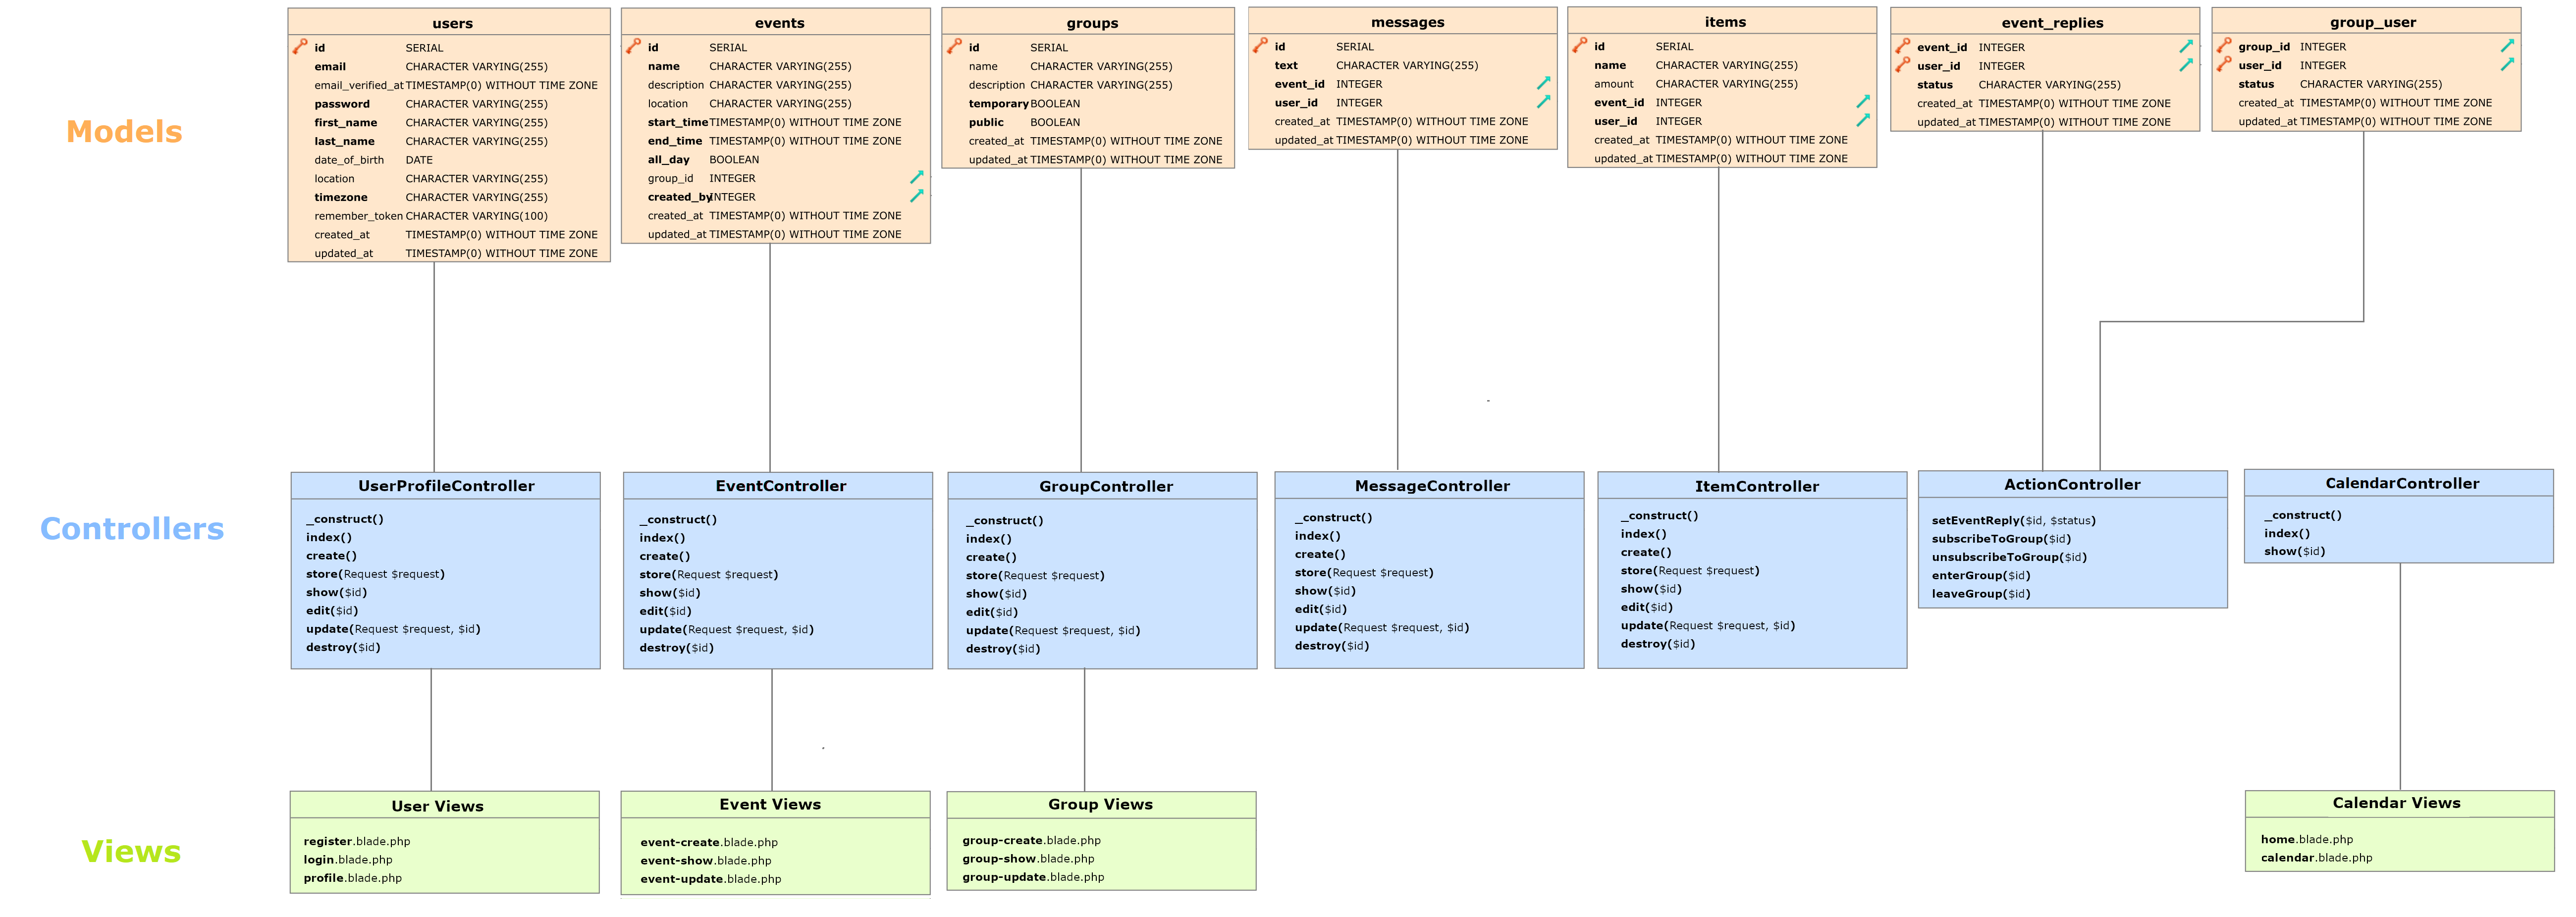 Models
users
id SERIAL
email CHARACTER VARYING(255)
email_verified_at TIMESTAMP(0) WITHOUT TIME ZONE
password CHARACTER VARYING(255)
first_name CHARACTER VARYING(255)
last_name CHARACTER VARYING(255)
date_of_birth DATE
location CHARACTER VARYING(255)
timezone CHARACTER VARYING(255)
remember_token CHARACTER VARYING(100)
created_at TIMESTAMP(0) WITHOUT TIME ZONE
updated_at TIMESTAMP(0) WITHOUT TIME ZONE
events
id SERIAL
name CHARACTER VARYING(255)
description CHARACTER VARYING(255)
location CHARACTER VARYING(255)
start_time TIMESTAMP(0) WITHOUT TIME ZONE
end_time TIMESTAMP(0) WITHOUT TIME ZONE
all_day BOOLEAN
group_id INTEGER
created_by INTEGER
created_at TIMESTAMP(0) WITHOUT TIME ZONE
updated_at TIMESTAMP(0) WITHOUT TIME ZONE
groups
id SERIAL
name CHARACTER VARYING(255)
description CHARACTER VARYING(255)
temporary BOOLEAN
public BOOLEAN
created_at TIMESTAMP(0) WITHOUT TIME ZONE
updated_at TIMESTAMP(0) WITHOUT TIME ZONE
messages
id SERIAL
text CHARACTER VARYING(255)
event_id INTEGER
user_id INTEGER
created_at TIMESTAMP(0) WITHOUT TIME ZONE
updated_at TIMESTAMP(0) WITHOUT TIME ZONE
items
id SERIAL
name CHARACTER VARYING(255)
amount CHARACTER VARYING(255)
event_id INTEGER
user_id INTEGER
created_at TIMESTAMP(0) WITHOUT TIME ZONE
updated_at TIMESTAMP(0) WITHOUT TIME ZONE
event_replies
event_id INTEGER
user_id INTEGER
status CHARACTER VARYING(255)
created_at TIMESTAMP(0) WITHOUT TIME ZONE
updated_at TIMESTAMP(0) WITHOUT TIME ZONE
group_user
group_id INTEGER
user_id INTEGER
status CHARACTER VARYING(255)
created_at TIMESTAMP(0) WITHOUT TIME ZONE
updated_at TIMESTAMP(0) WITHOUT TIME ZONE
Controllers
UserProfileController
_construct()
index()
create()
store(Request $request)
show($id)
edit($id)
update(Request $request, $id)
destroy($id)
EventController
_construct()
index()
create()
store(Request $request)
show($id)
edit($id)
update(Request $request, $id)
destroy($id)
GroupController
_construct()
index()
create()
store(Request $request)
show($id)
edit($id)
update(Request $request, $id)
destroy($id)
MessageController
_construct()
index()
create()
store(Request $request)
show($id)
edit($id)
update(Request $request, $id)
destroy($id)
ItemController
_construct()
index()
create()
store(Request $request)
show($id)
edit($id)
update(Request $request, $id)
destroy($id)
ActionController
setEventReply($id, $status)
subscribeToGroup($id)
unsubscribeToGroup($id)
enterGroup($id)
leaveGroup($id)
CalendarController
_construct()
index()
show($id)
Views
User Views
register.blade.php
login.blade.php
profile.blade.php
Event Views
event-create.blade.php
event-show.blade.php
event-update.blade.php
Group Views
group-create.blade.php
group-show.blade.php
group-update.blade.php
Calendar Views
home.blade.php
calendar.blade.php